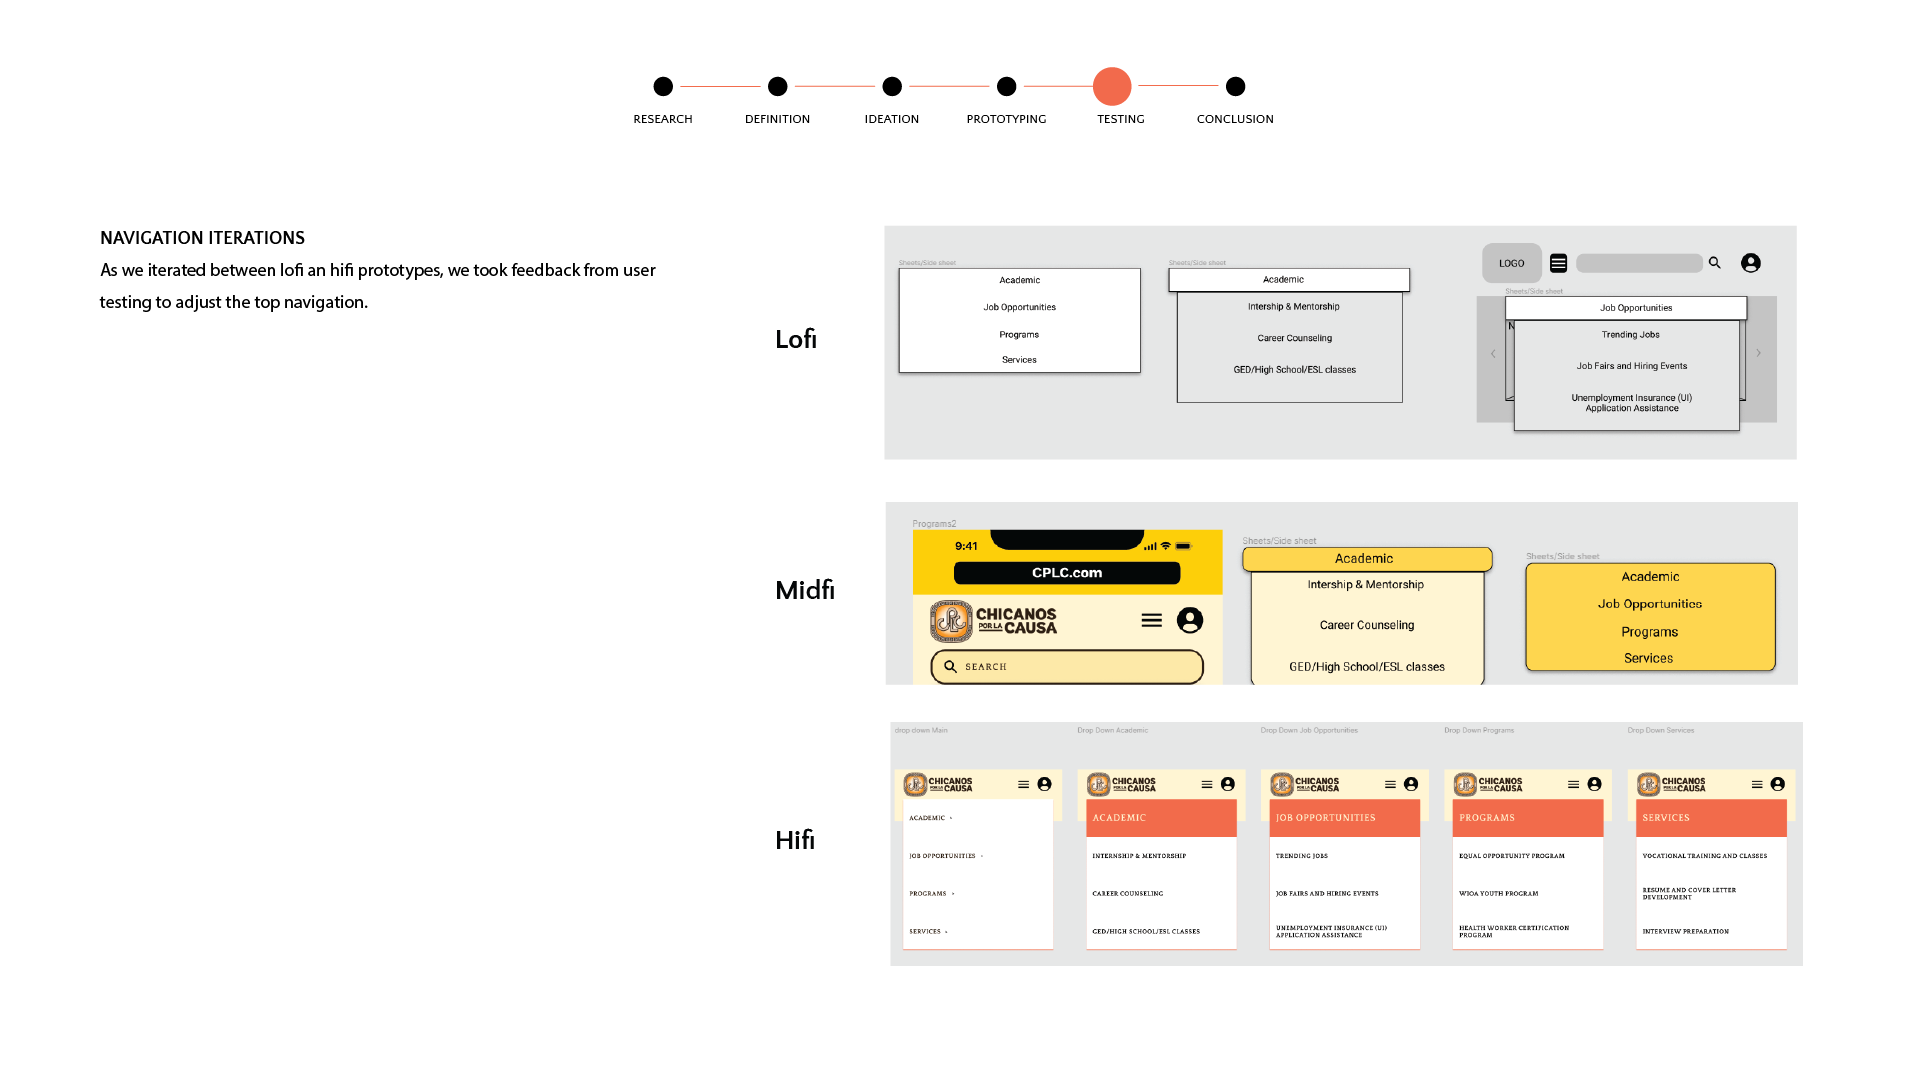 RESEARCH
DEFINITION
IDEATION
PROTOTYPING
TESTING
CONCLUSION
NAVIGATION ITERATIONS
As we iterated between lofi an hifi prototypes, we took feedback from user
testing to adjust the top navigation.
Lofi
Sheets/Side sheet
Academic
Job Opportunities
Programs
Services
Sheets/Side sheet
Academic
Intership & Mentorship
Career Counseling
GED/High School/ESL classes
LOGO
Sheets/Side sheet
Job Opportunities
N
Trending Jobs
Job Fairs and Hiring Events
Unemployment Insurance (UI)
Application Assistance
Midfi
Programs2
9:41
CPLC.com
CHICANOS
POR LA CAUSA
SEARCH
Sheets/Side sheet
Academic
Intership & Mentorship
Career Counseling
GED/High School/ESL classes
Sheets/Side sheet
Academic
Job Opportunities
Programs
Services
Hifi
drop down Main
CHICANOS
POR LA CAUSA
ACADEMIC
JOB OPPORTUNITIES
PROGRAMS
SERVICES
Drop Down Academic
CHICANOS
POR LA CAUSA
ACADEMIC
INTERNSHIP & MENTORSHIP
CAREER COUNSELING
GED/HIGH SCHOOL/ESL CLASSES
Drop Down Job Opportunities
CHICANOS
POR LA CAUSA
JOB OPPORTUNITIES
TRENDING JOBS
JOB FAIRS AND HIRING EVENTS
UNEMPLOYMENT INSURANCE (UI)
APPLICATION ASSISTANCE
Drop Down Programs
CHICANOS
POR LA CAUSA
PROGRAMS
EQUAL OPPORTUNITY PROGRAM
WIOA YOUTH PROGRAM
HEALTH WORKER CERTIFICATION
PROGRAM
Drop Down Services
CHICANOS
POR LA CAUSA
SERVICES
VOCATIONAL TRAINING AND CLASSES
RESUME AND COVER LETTER
DEVELOPMENT
INTERVIEW PREPARATION